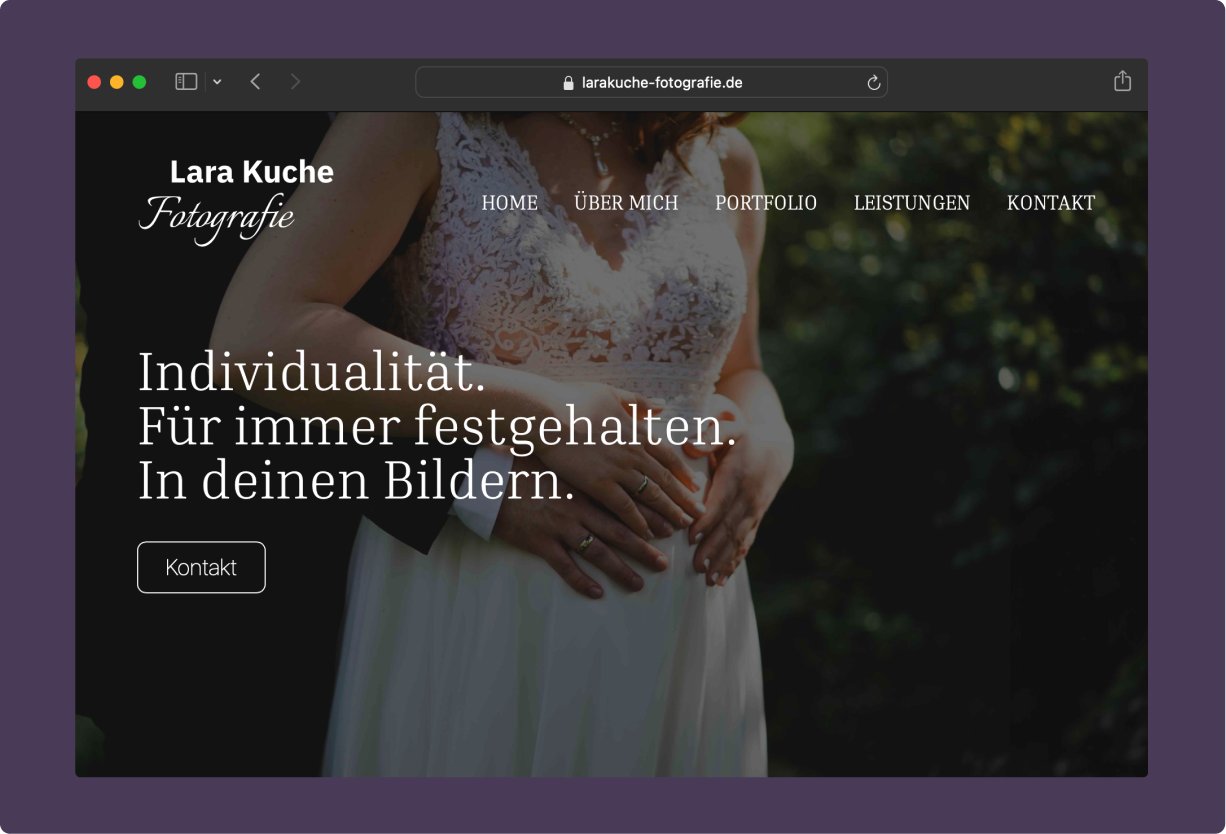 larakuche-fotografie.de
Lara Kuche
Fotografie
HOME ÜBER MICH PORTFOLIO LEISTUNGEN KONTAKT
Individualität.
Für immer festgehalten.
In deinen Bildern.
Kontakt